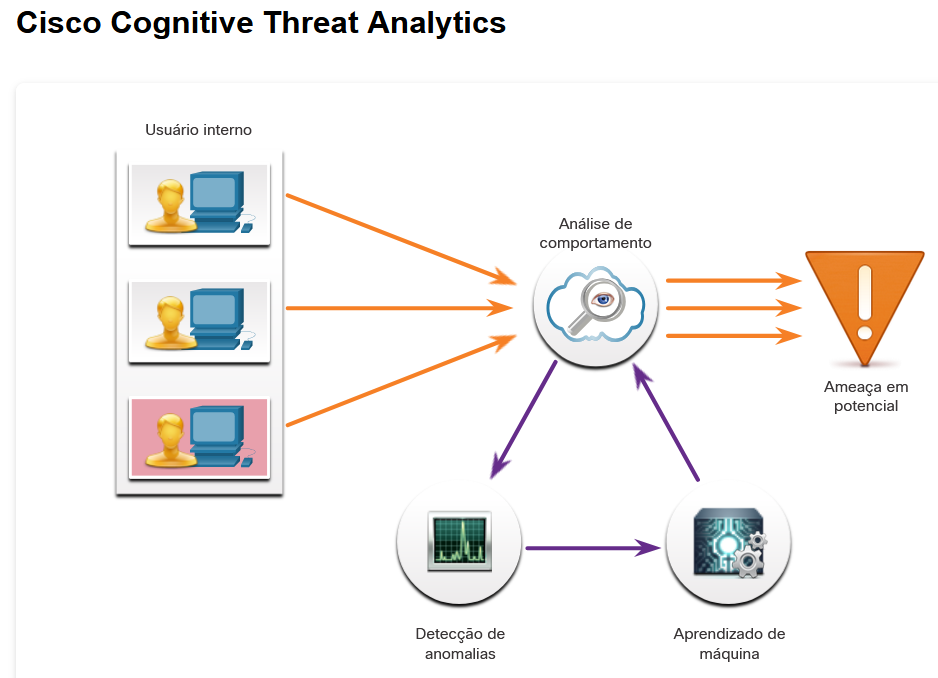 Cisco Cognitive Threat Analytics
Usuário interno
Análise de
comportamento
Ameaça em
potencial
Detecção de
anomalias
Aprendizado de
máquina